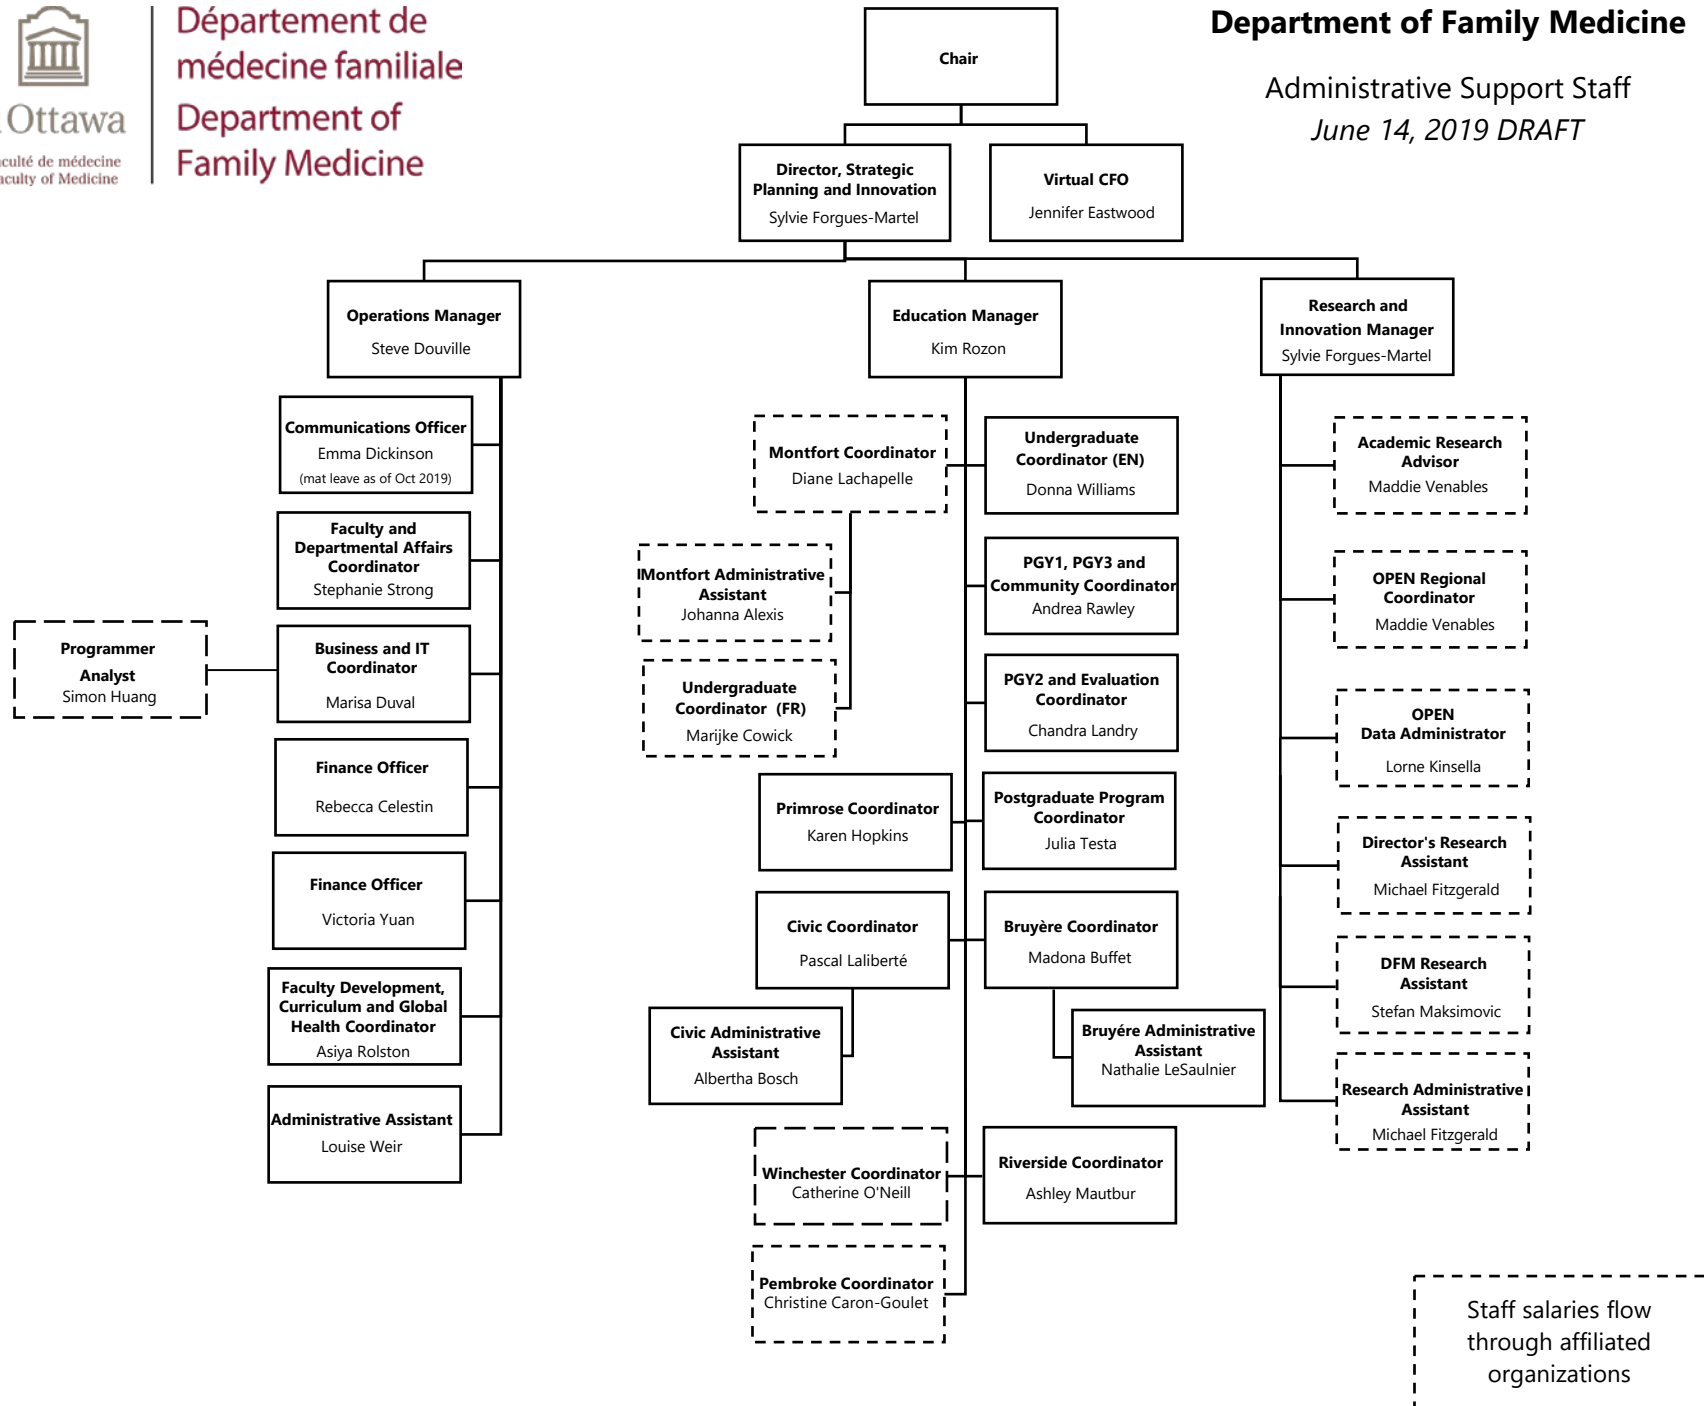 Département de
médecine familiale
Department of
Family Medicine
Ottawa
aculté de médecine
aculty of Medicine
Department of Family Medicine
Administrative Support Staff
June 14, 2019 DRAFT
Chair
Director, Strategic
Planning and Innovation
Sylvie Forgues-Martel
Virtual CFO
Jennifer Eastwood
Operations Manager
Steve Douville
Education Manager
Kim Rozon
Research and
Innovation Manager
Sylvie Forgues-Martel
Communications Officer
Emma Dickinson
(mat leave as of Oct 2019)
Faculty and
Departmental Affairs
Coordinator
Stephanie Strong
Programmer
Analyst
Simon Huang
Business and IT
Coordinator
Marisa Duval
Finance Officer
Rebecca Celestin
Finance Officer
Victoria Yuan
Faculty Development,
Curriculum and Global
Health Coordinator
Asiya Rolston
Administrative Assistant
Louise Weir
Montfort Coordinator
Diane Lachapelle
Undergraduate
Coordinator (EN)
Donna Williams
Montfort Administrative
Assistant
Johanna Alexis
PGY1, PGY3 and
Community Coordinator
Andrea Rawley
Undergraduate
Coordinator (FR)
Marijke Cowick
PGY2 and Evaluation
Coordinator
Chandra Landry
Primrose Coordinator
Karen Hopkins
Postgraduate Program
Coordinator
Julia Testa
Civic Coordinator
Pascal Laliberté
Bruyère Coordinator
Madona Buffet
Civic Administrative
Assistant
Albertha Bosch
Bruyére Administrative
Assistant
Nathalie LeSaulnier
Winchester Coordinator
Catherine O'Neill
Riverside Coordinator
Ashley Mautbur
Pembroke Coordinator
Christine Caron-Goulet
Academic Research
Advisor
Maddie Venables
OPEN Regional
Coordinator
Maddie Venables
OPEN
Data Administrator
Lorne Kinsella
Director's Research
Assistant
Michael Fitzgerald
DFM Research
Assistant
Stefan Maksimovic
Research Administrative
Assistant
Michael Fitzgerald
Staff salaries flow
through affiliated
organizations